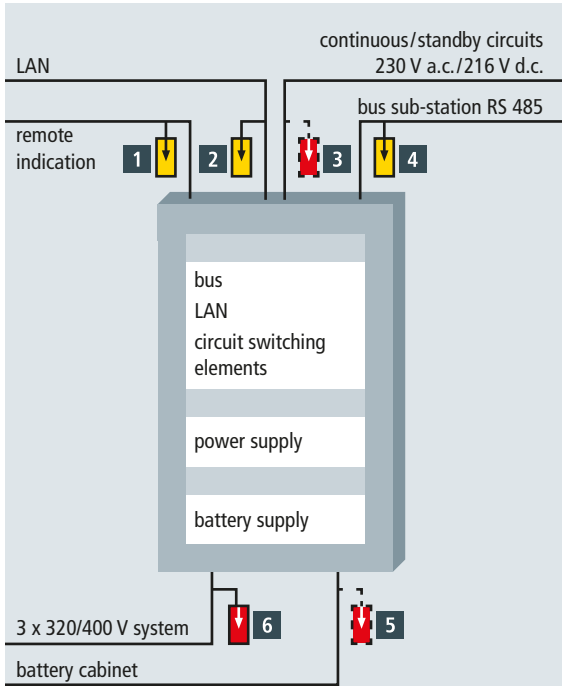 continuous/standby circuits
LAN
230 V a.c./216 V d.c.
bus sub-station RS 485
remote
indication
1
2
3
4
bus
LAN
circuit switching
elements
power supply
battery supply
6
5
3 x 320/400 V system
battery cabinet